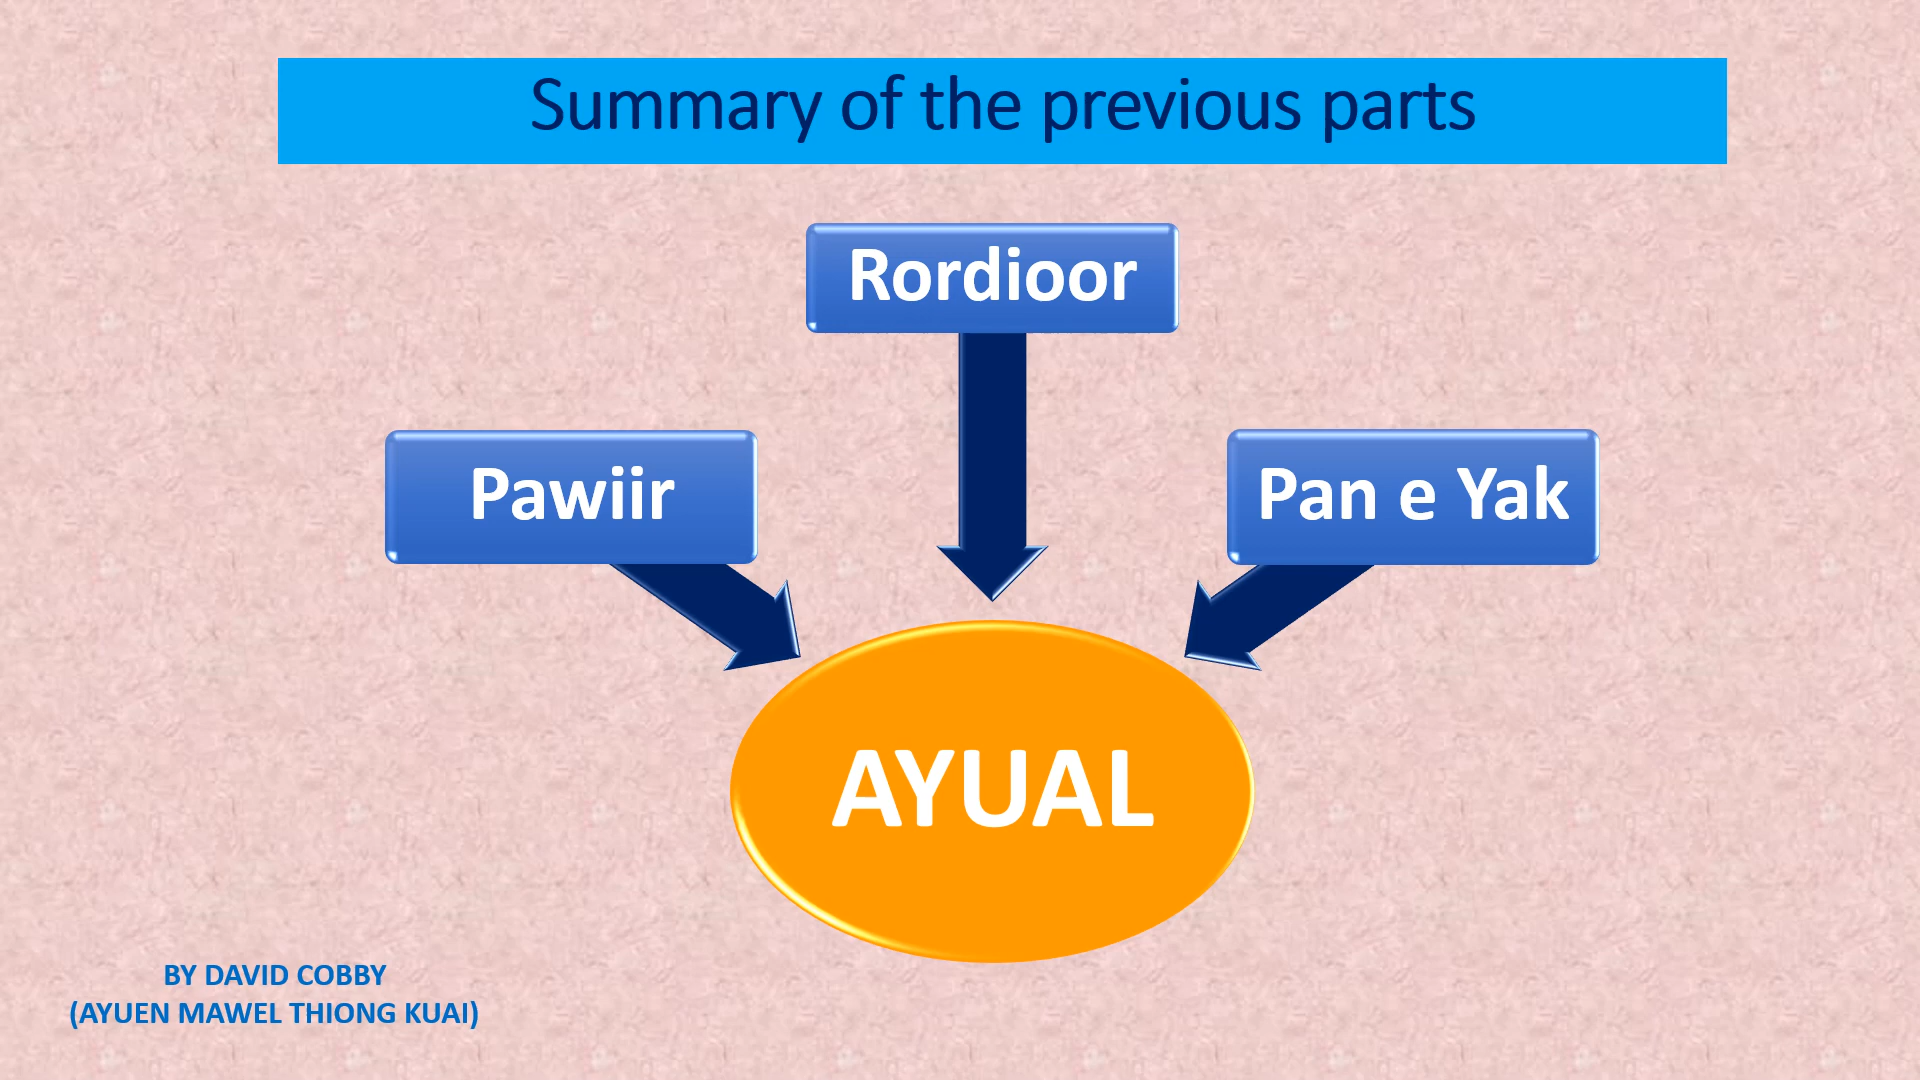 Summary of the previous parts
Rordioor
Pawiir
Pan e Yak
AYUAL
BY DAVID COBBY
(AYUEN MAWEL THIONG KUAI)